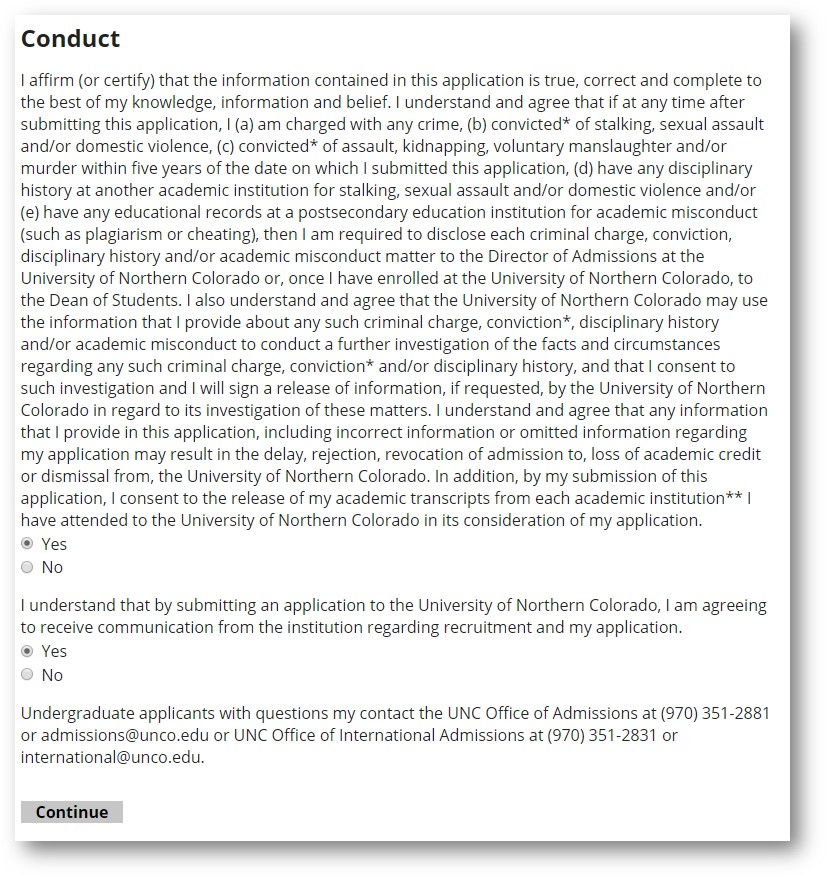 Conduct
I affirm (or certify) that the information contained in this application is true, correct and complete to
the best of my knowledge, information and belief. I understand and agree that if at any time after
submitting this application, I (a) am charged with any crime, (b) convicted* of stalking, sexual assault
and/or domestic violence, (c) convicted* of assault, kidnapping, voluntary manslaughter and/or
murder within five years of the date on which I submitted this application, (d) have any disciplinary
history at another academic institution for stalking, sexual assault and/or domestic violence and/or
(e) have any educational records at a postsecondary education institution for academic misconduct
(such as plagiarism or cheating), then I am required to disclose each criminal charge, conviction,
disciplinary history and/or academic misconduct matter to the Director of Admissions at the
University of Northern Colorado or, once I have enrolled at the University of Northern Colorado, to
the Dean of Students. I also understand and agree that the University of Northern Colorado may use
the information that I provide about any such criminal charge, conviction*, disciplinary history
and/or academic misconduct to conduct a further investigation of the facts and circumstances
regarding any such criminal charge, conviction* and/or disciplinary history, and that I consent to
such investigation and I will sign a release of information, if requested, by the University of Northern
Colorado in regard to its investigation of these matters. I understand and agree that any information
that I provide in this application, including incorrect information or omitted information regarding
my application may result in the delay, rejection, revocation of admission to, loss of academic credit
or dismissal from, the University of Northern Colorado. In addition, by my submission of this
application, I consent to the release of my academic transcripts from each academic institution** I
have attended to the University of Northern Colorado in its consideration of my application.
Yes
No
I understand that by submitting an application to the University of Northern Colorado, I am agreeing
to receive communication from the institution regarding recruitment and my application.
Yes
No
Undergraduate applicants with questions my contact the UNC Office of Admissions at (970) 351-2881
or admissions@unco.edu or UNC Office of International Admissions at (970) 351-2831 or
international@unco.edu.
Continue